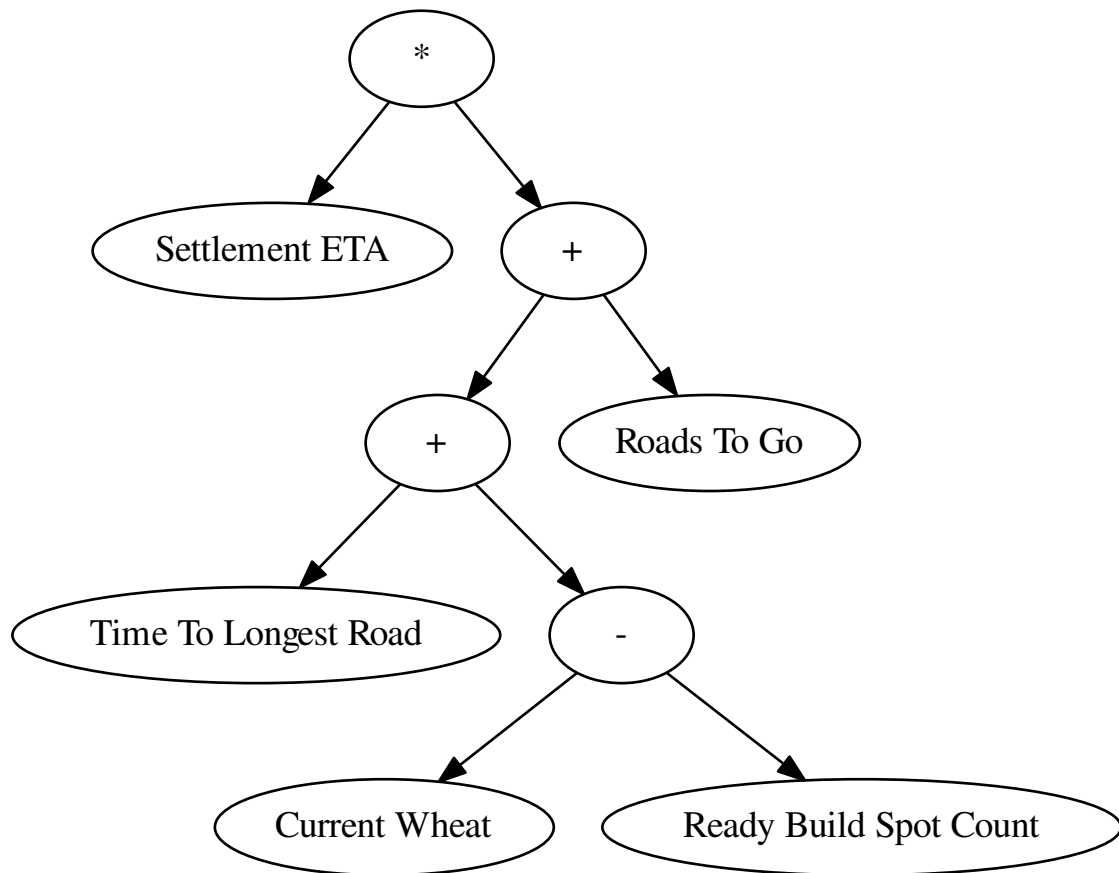 *
Settlement ETA
+
+
Roads To Go
Time To Longest Road
-
Current Wheat
Ready Build Spot Count